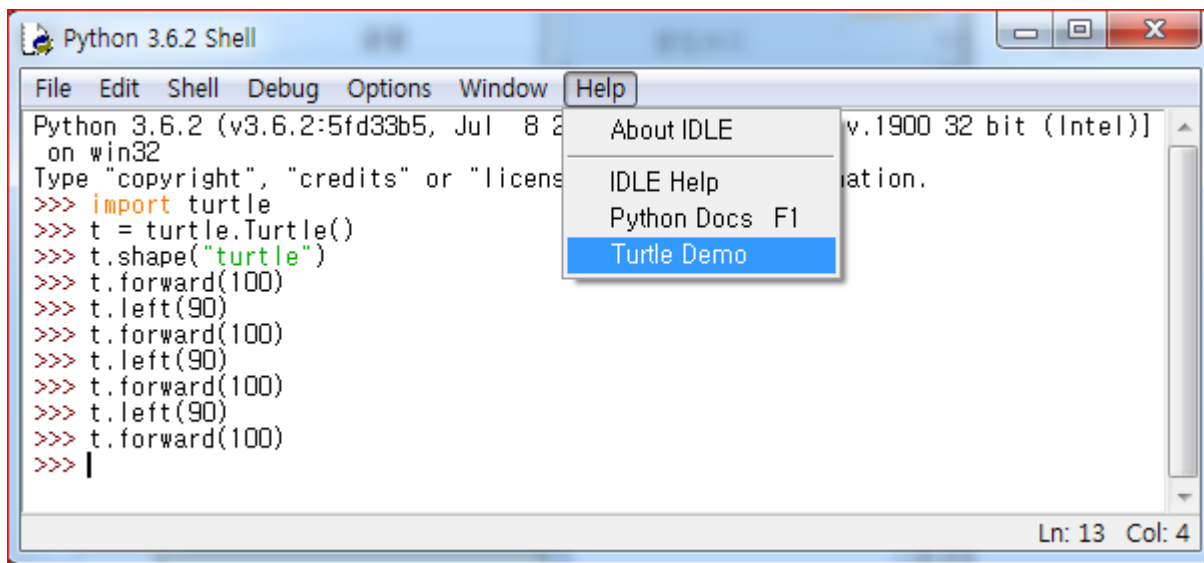 Python 3.6.2 Shell
File Edit Shell Debug Options Window Help
Python 3.6.2 (v3.6.2:5fd33b5, Jul 8 2 v.1900 32 bit (Intel)]
on win32
Type "copyright", "credits" or "licens ation.
>>> import turtle
>>> t = turtle.Turtle()
>>> t.shape("turtle")
>>> t.forward(100)
>>> t.left(90)
>>> t.forward(100)
>>> t.left(90)
>>> t.forward(100)
>>> t.left(90)
>>> t.forward(100)
>>>
About IDLE
IDLE Help
Python Docs F1
Turtle Demo
Ln: 13 Col: 4